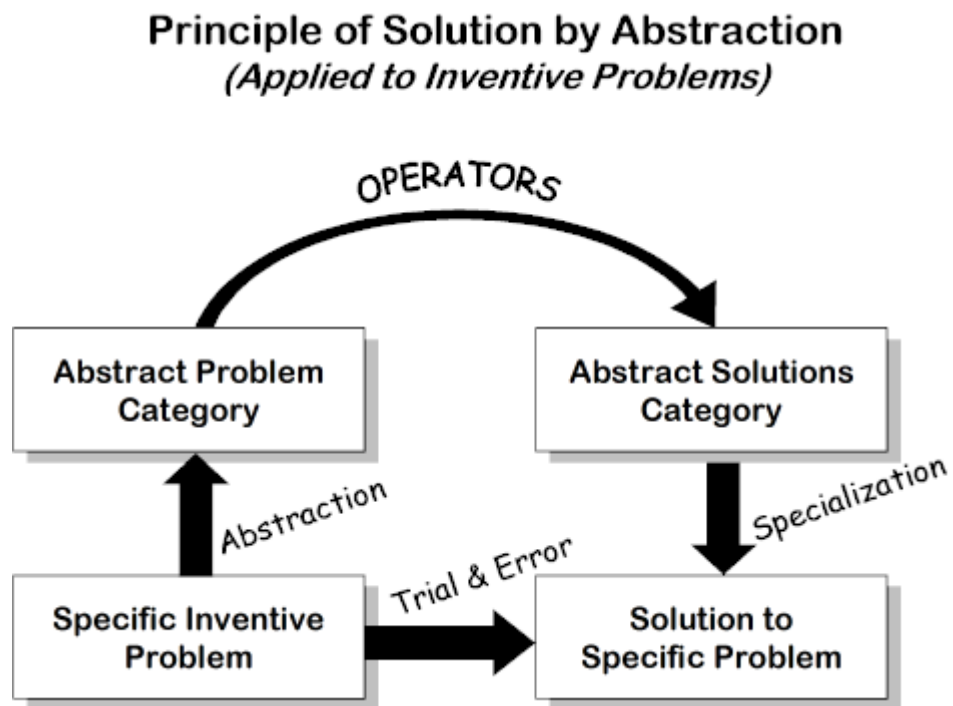 Principle of Solution by Abstraction
(Applied to Inventive Problems)
OPERATORS
Abstract Problem
Category
Abstract Solutions
Category
Abstraction
Specialization
Trial & Error
Specific Inventive
Problem
Solution to
Specific Problem